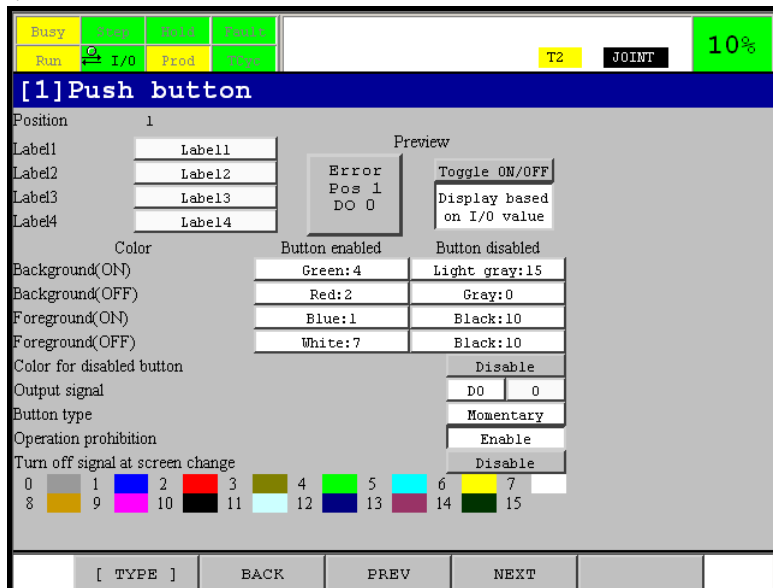 Busy Step Hold Fault
Run I/O Prod TCyc
T2 JOINT 10%
[1]Push button
Position 1
Preview
Label1 Label1
Label2 Label2
Label3 Label3
Label4 Label4
Error
Pos 1
DO 0
Toggle ON/OFF
Display based
on I/O value
Color Button enabled Button disabled
Background(ON) Green:4 Light gray:15
Background(OFF) Red:2 Gray:0
Foreground(ON) Blue:1 Black:10
Foreground(OFF) White:7 Black:10
Color for disabled button Disable
Output signal DO 0
Button type Momentary
Operation prohibition Enable
Turn off signal at screen change Disable
0 1 2 3 4 5 6 7
8 9 10 11 12 13 14 15
[ TYPE ] BACK PREV NEXT